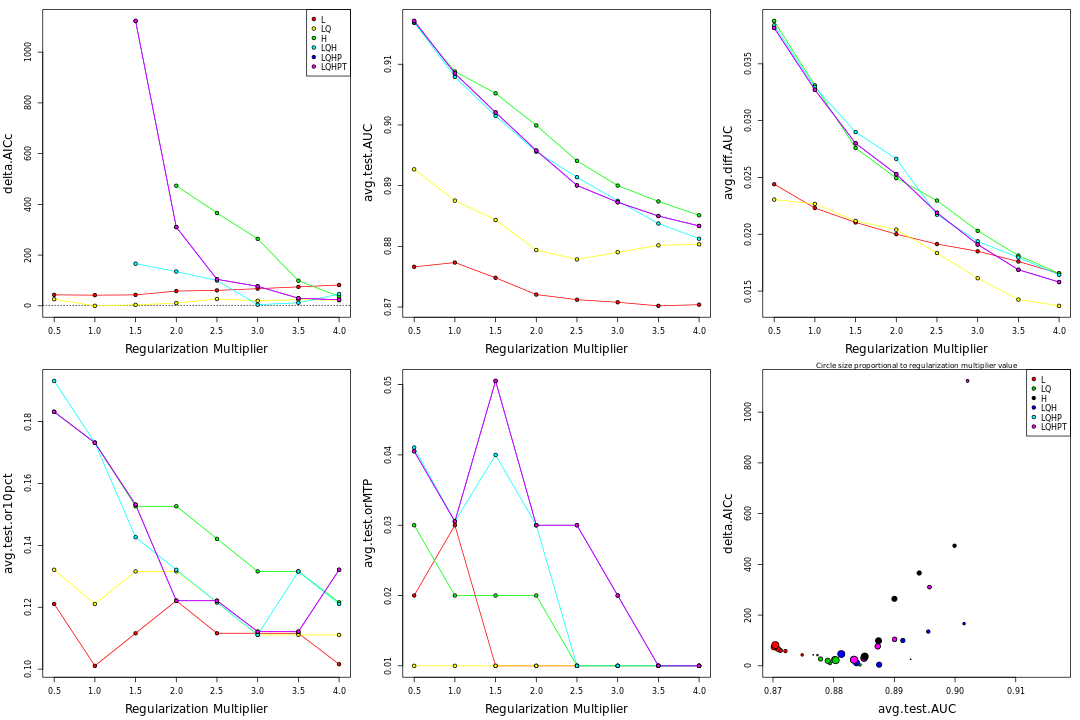 L
LQ
H
LQH
LQHP
LQHPT
delta.AICc
0 200 400 600 800 1000
0.5 1.0 1.5 2.0 2.5 3.0 3.5 4.0
Regularization Multiplier
avg.test.AUC
0.87 0.88 0.89 0.90 0.91
0.5 1.0 1.5 2.0 2.5 3.0 3.5 4.0
Regularization Multiplier
avg.diff.AUC
0.015 0.020 0.025 0.030 0.035
0.5 1.0 1.5 2.0 2.5 3.0 3.5 4.0
Regularization Multiplier
avg.test.or10pct
0.10 0.12 0.14 0.16 0.18
0.5 1.0 1.5 2.0 2.5 3.0 3.5 4.0
Regularization Multiplier
avg.test.orMTP
0.01 0.02 0.03 0.04 0.05
0.5 1.0 1.5 2.0 2.5 3.0 3.5 4.0
Regularization Multiplier
Circle size proportional to regularization multiplier value
L
LQ
H
LQH
LQHP
LQHPT
delta.AICc
0 200 400 600 800 1000
0.87 0.88 0.89 0.90 0.91
avg.test.AUC